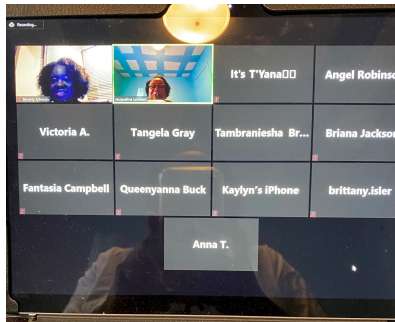 Recording...
It's T'Yana▯▯
Angel Robinso
Victoria A.
Tangela Gray
Tambraniesha Br...
Briana Jackson
Fantasia Campbell
Queenyanna Buck
Kaylyn's iPhone
brittany.isler
Anna T.